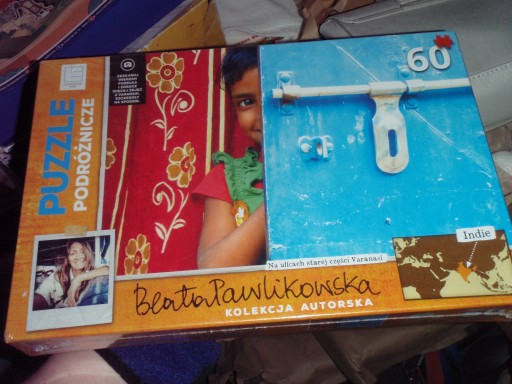 60
PUZZLE
PODRÓŻNICZE
Na ulicach starej części Varanasi
Indie
Beata Pawlikowska
KOLEKCJA AUTORSKA